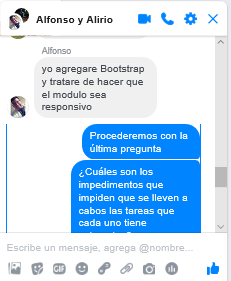 Alfonso y Alirio
Alfonso
yo agregare Bootstrap
y tratare de hacer que
el modulo sea
responsivo
Procederemos con la
última pregunta
¿Cuáles son los
impedimentos que
impiden que se lleven a
cabos las tareas que
cada uno tiene
Escribe un mensaje, agrega @nombre...
GIF